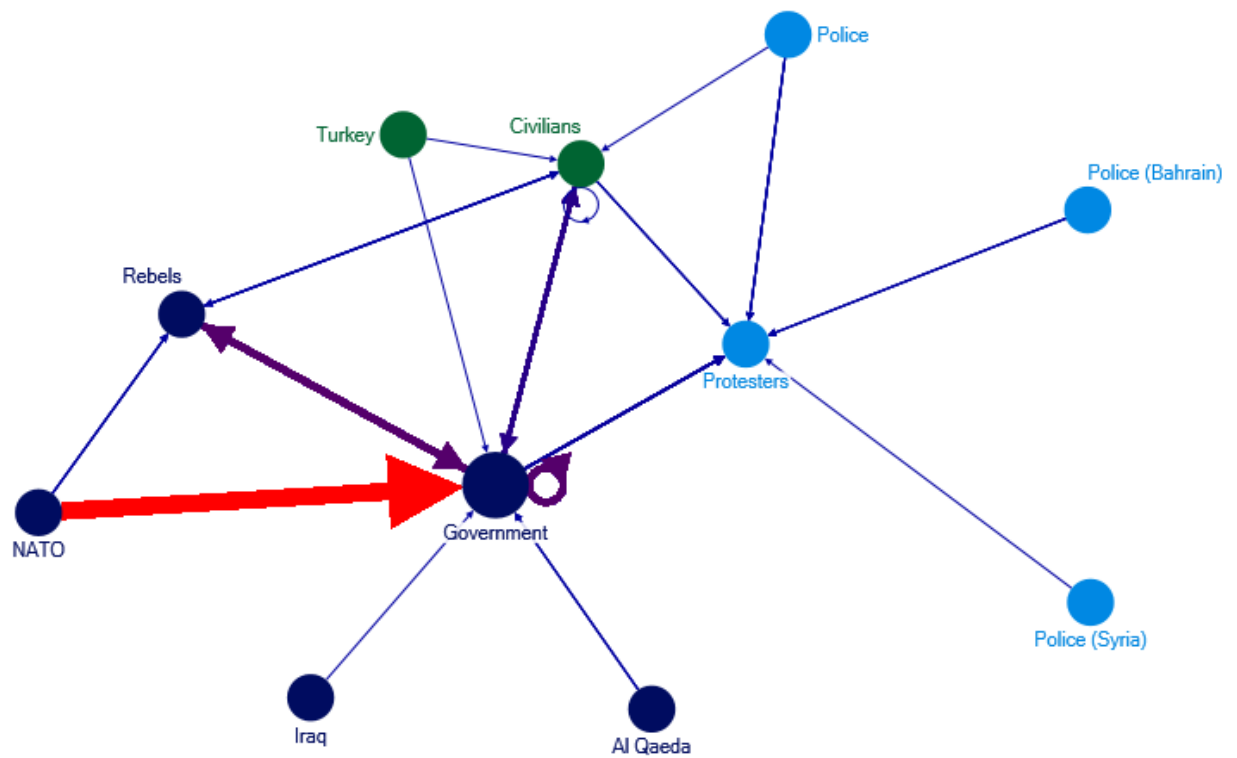 Police
Civilians
Turkey
Police (Bahrain)
Rebels
Protesters
Government
NATO
Police (Syria)
Iraq
Al Qaeda